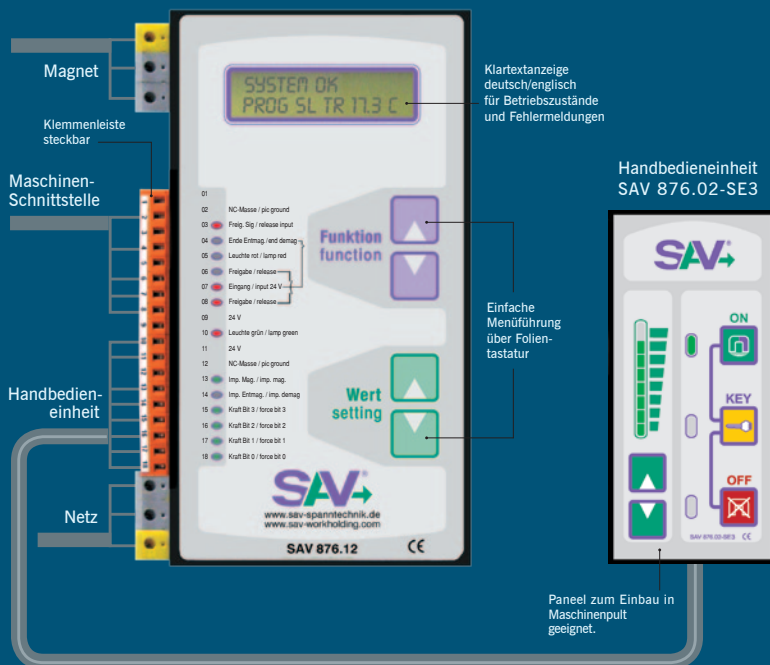 Magnet
Klemmenleiste
steckbar
Maschinen-
Schnittstelle
Handbedien-
einheit
Netz
SYSTEM OK
PROG SL TR 17.3 C
01
02 NC-Masse / pic ground
03 Freig. Sig / release input
04 Ende Entmag. / end demag
05 Leuchte rot / lamp red
06 Freigabe / release
07 Eingang / input 24 V
08 Freigabe / release
09 24 V
10 Leuchte grün / lamp green
11 24 V
12 NC-Masse / pic ground
13 Imp. Mag. / imp. mag.
14 Imp. Entmag. / imp. demag
15 Kraft Bit 3 / force bit 3
16 Kraft Bit 2 / force bit 2
17 Kraft Bit 1 / force bit 1
18 Kraft Bit 0 / force bit 0
Funktion
function
Wert
setting
SAV
www.sav-spanntechnik.de
www.sav-workholding.com
SAV 876.12 CE
Klartextanzeige
deutsch/englisch
für Betriebszustände
und Fehlermeldungen
Einfache
Menüführung
über Folien-
tastatur
Handbedieneinheit
SAV 876.02-SE3
SAV
ON
KEY
OFF
SAV 876.02-SE3 CE
Paneel zum Einbau in
Maschinenpult
geeignet.